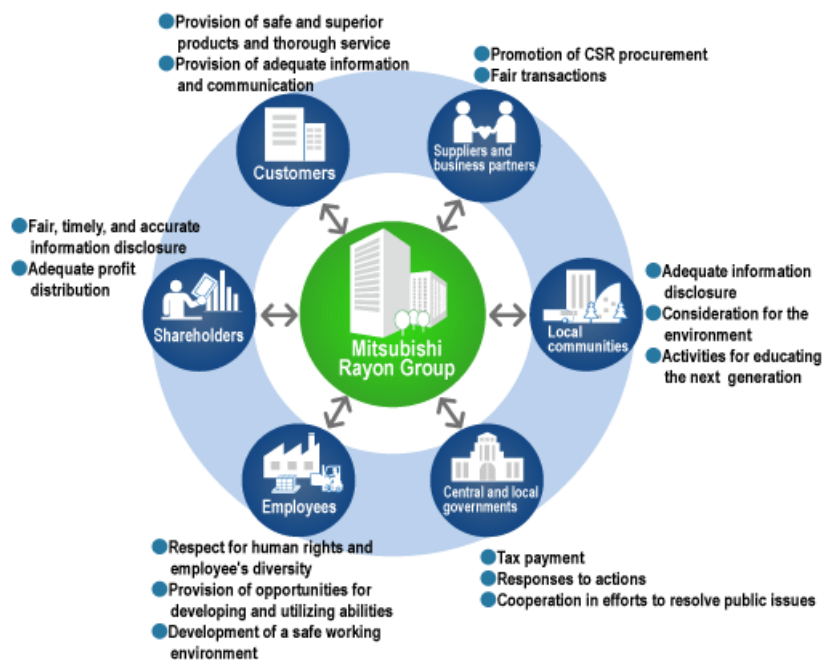 Provision of safe and superior
products and thorough service
Provision of adequate information
and communication
Promotion of CSR procurement
Fair transactions
Customers
Suppliers and
business partners
Fair, timely, and accurate
information disclosure
Adequate profit
distribution
Shareholders
Mitsubishi
Rayon Group
Local
communities
Adequate information
disclosure
Consideration for the
environment
Activities for educating
the next generation
Employees
Central and local
governments
Respect for human rights and
employee's diversity
Provision of opportunities for
developing and utilizing abilities
Development of a safe working
environment
Tax payment
Responses to actions
Cooperation in efforts to resolve public issues